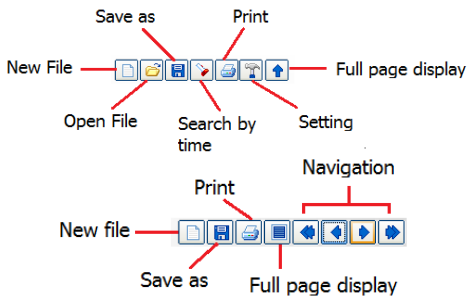 Save as
Print
New File
Full page display
Open File
Search by
time
Setting
Navigation
Print
New file
Save as
Full page display